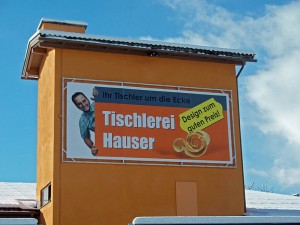 Ihr Tischler um die Ecke
Tischlerei
Hauser
Design zum
guten Preis!